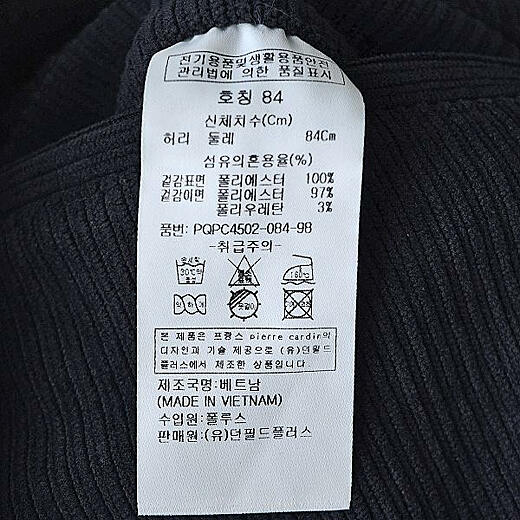 전기용품및생활용품안전
관리법에 의한 품질표시
호칭 84
신체치수(Cm)
허리 둘레 84Cm
섬유의혼용율(%)
겉감표면 폴리에스터 100%
겉감이면 폴리에스터 97%
폴리우레탄 3%
품번: PQPC4502-084-98
-취급주의-
30℃약
본 제품은 프랑스 pierre cardin의
디자인과 기술 제공으로 (유)던필드
플러스에서 제조한 상품입니다.
제조국명:베트남
(MADE IN VIETNAM)
수입원:폴루스
판매원:(유)던필드플러스